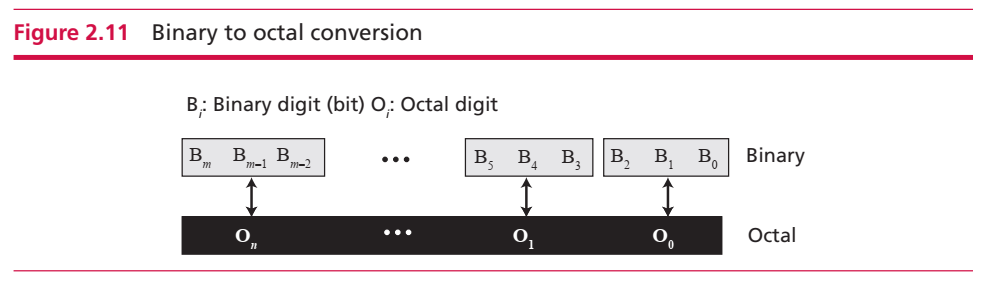 Figure 2.11 Binary to octal conversion
Bᵢ: Binary digit (bit) Oᵢ: Octal digit
Bₘ Bₘ₋₁ Bₘ₋₂ ••• B₅ B₄ B₃ B₂ B₁ B₀ Binary
Oₙ ••• O₁ O₀ Octal